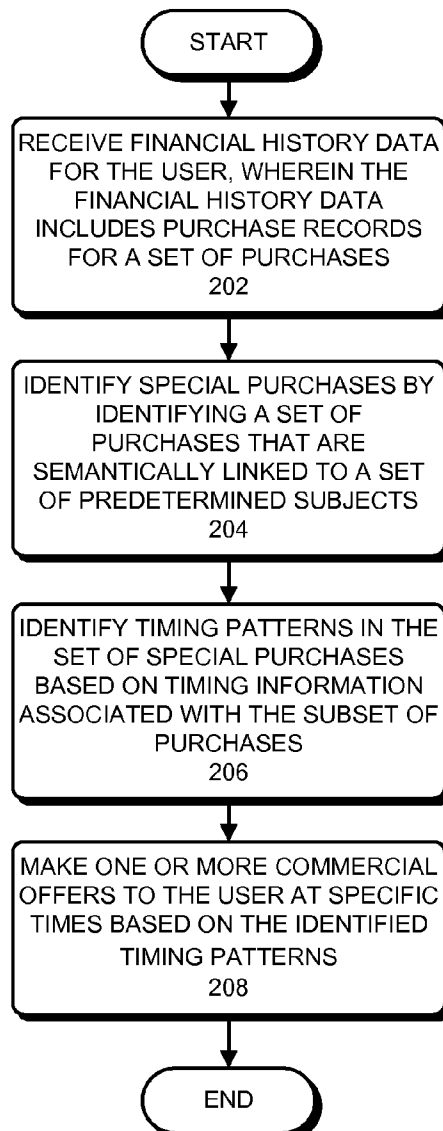 START
RECEIVE FINANCIAL HISTORY DATA
FOR THE USER, WHEREIN THE
FINANCIAL HISTORY DATA
INCLUDES PURCHASE RECORDS
FOR A SET OF PURCHASES
202
IDENTIFY SPECIAL PURCHASES BY
IDENTIFYING A SET OF
PURCHASES THAT ARE
SEMANTICALLY LINKED TO A SET
OF PREDETERMINED SUBJECTS
204
IDENTIFY TIMING PATTERNS IN THE
SET OF SPECIAL PURCHASES
BASED ON TIMING INFORMATION
ASSOCIATED WITH THE SUBSET OF
PURCHASES
206
MAKE ONE OR MORE COMMERCIAL
OFFERS TO THE USER AT SPECIFIC
TIMES BASED ON THE IDENTIFIED
TIMING PATTERNS
208
END